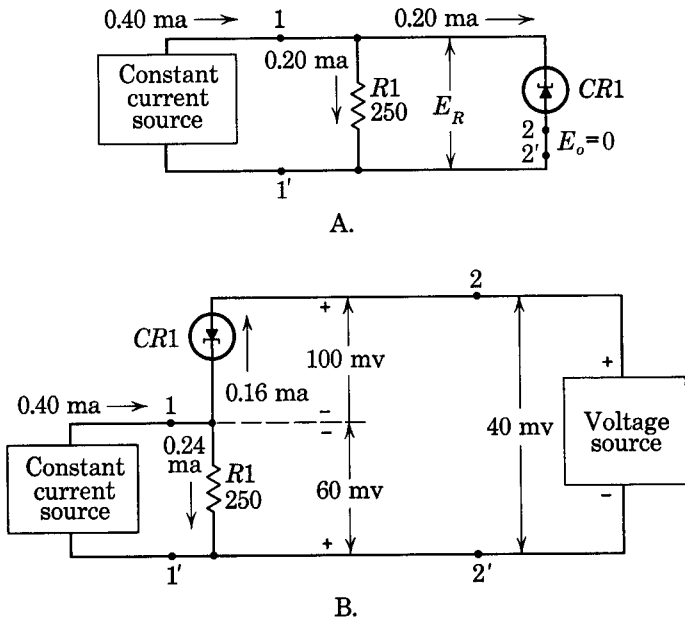 0.40 ma → 1 0.20 ma →
Constant
current
source
0.20 ma ↓
R1
250
E_R
CR1
2
2'
E_o=0
1'
A.
2
+
CR1
100 mv
0.16 ma
+
0.40 ma → 1
–
–
40 mv
Voltage
source
0.24
ma
Constant
current
source
R1
250
60 mv
–
+
1'
2'
B.